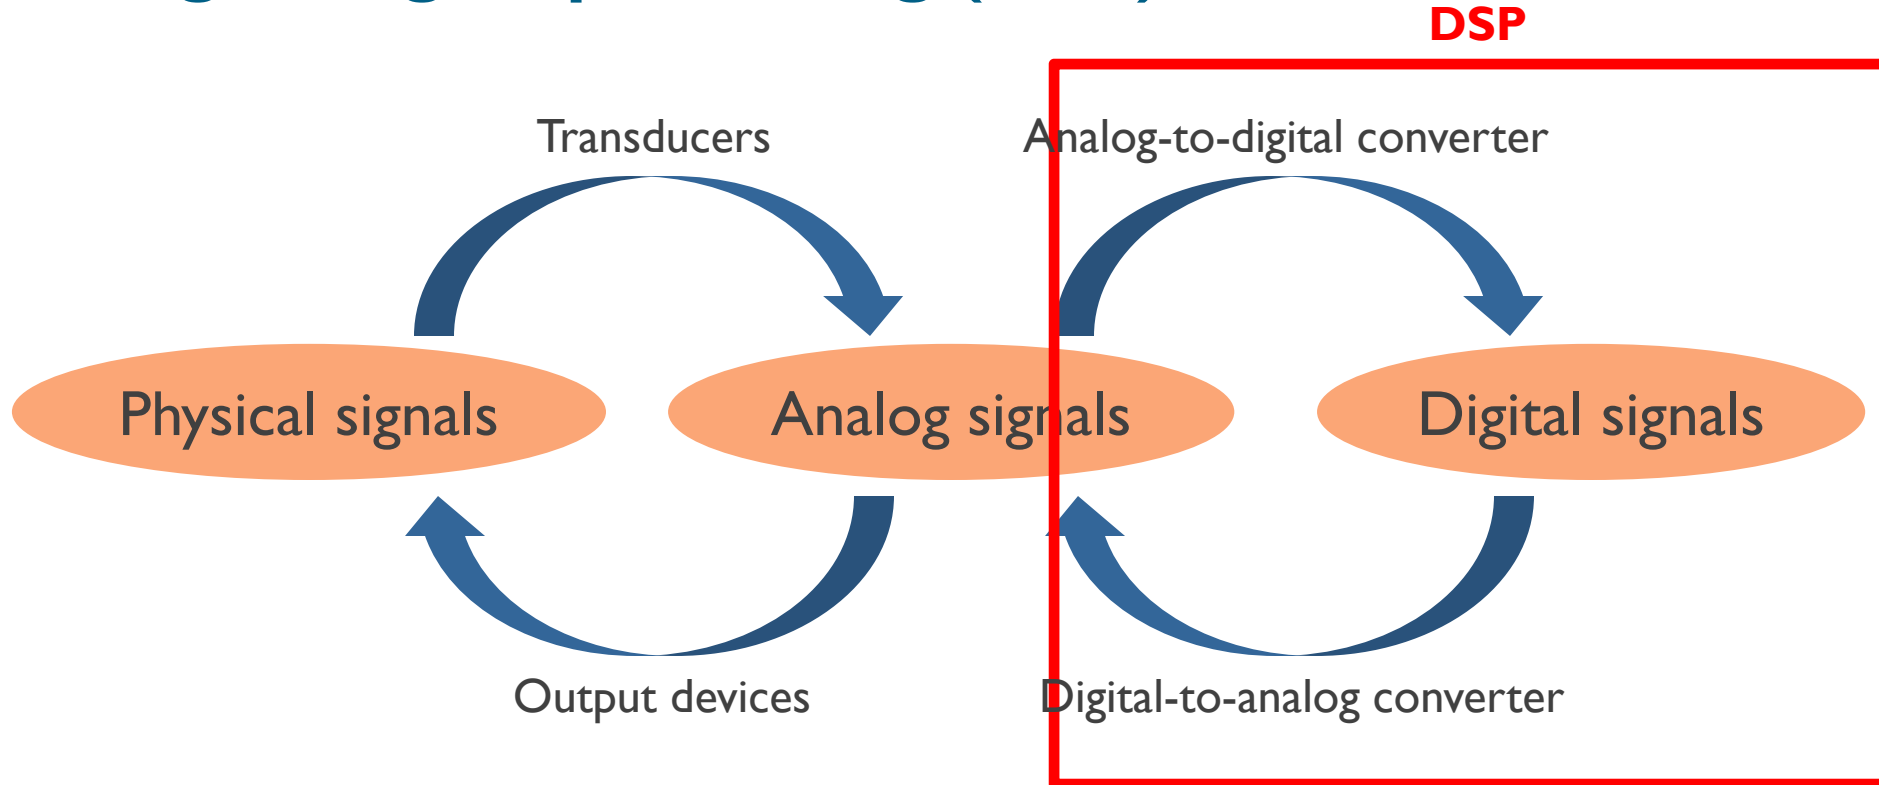 DSP
Transducers
Analog-to-digital converter
Physical signals
Analog signals
Digital signals
Output devices
Digital-to-analog converter